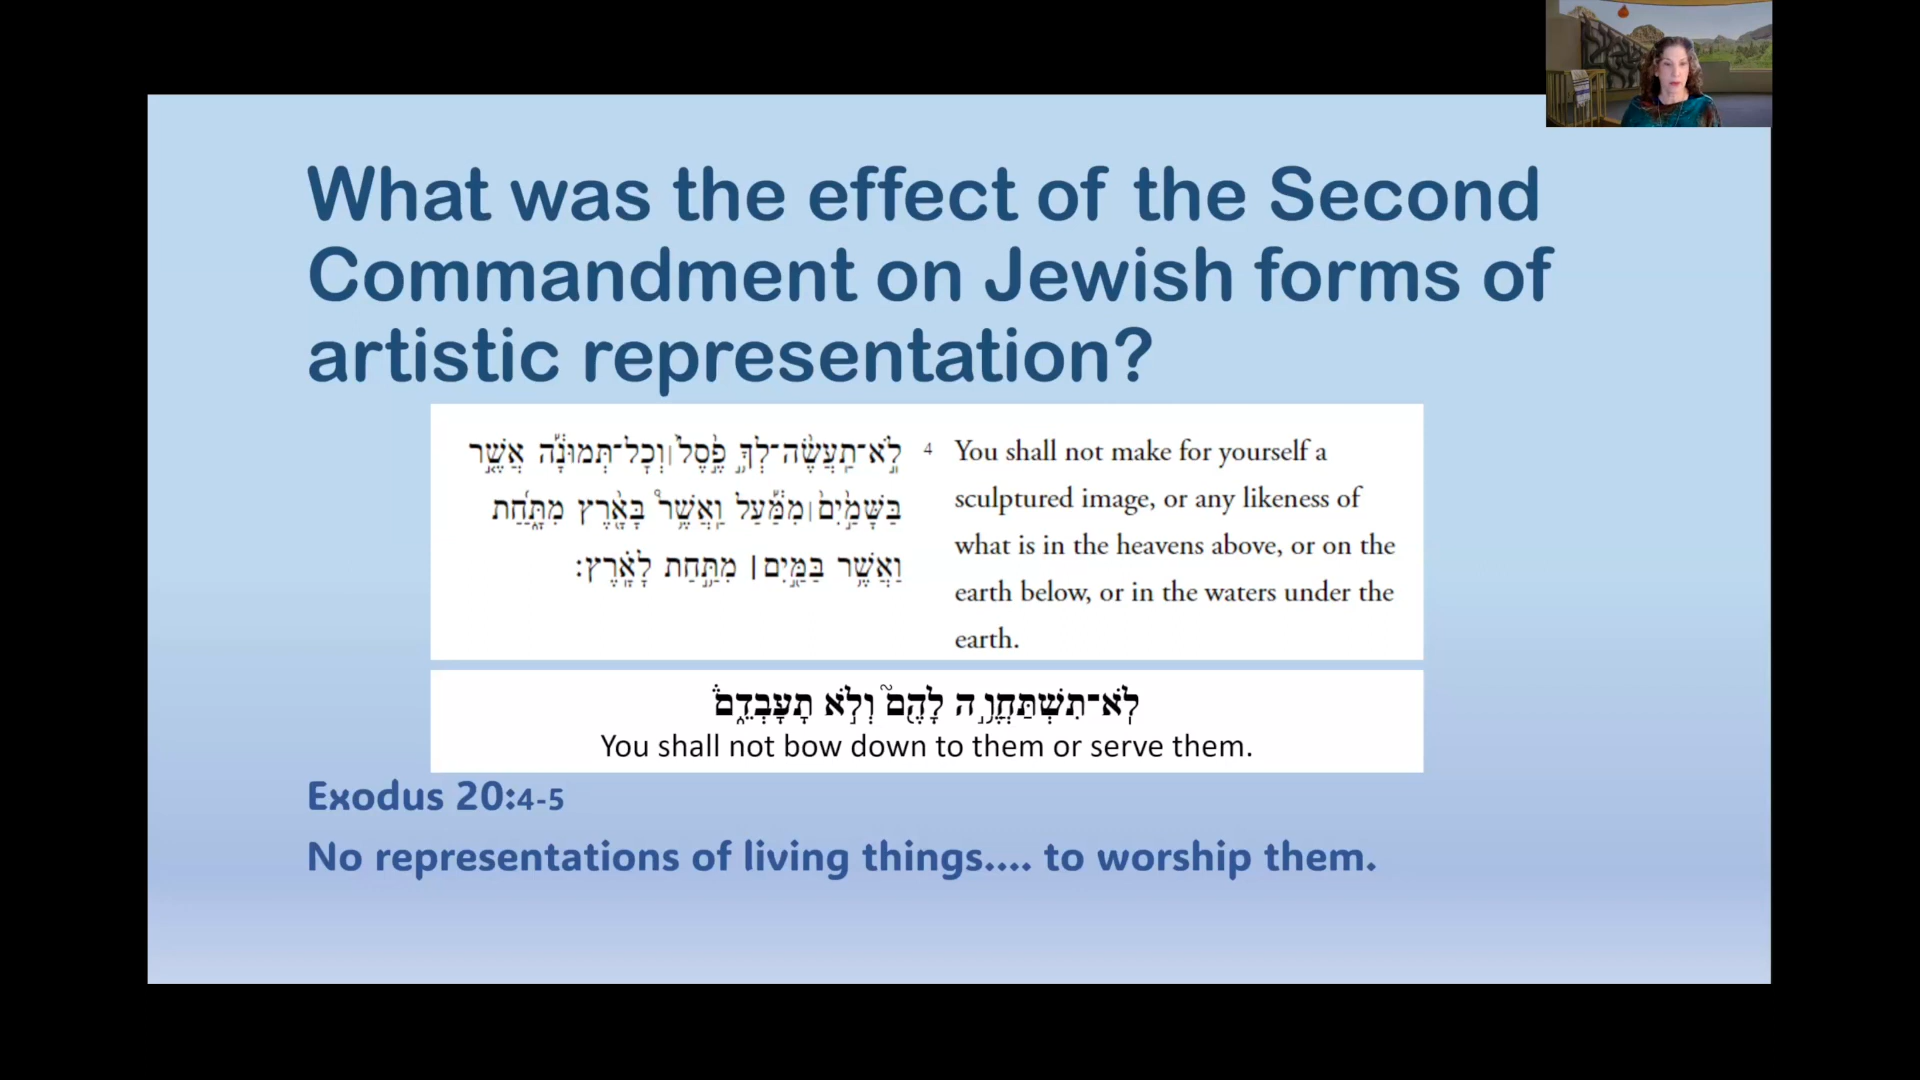 What was the effect of the Second
Commandment on Jewish forms of
artistic representation?
לֹֽא־תַֽעֲשֶׂ֨ה־לְךָ֥ פֶ֨סֶל֙ ׀ וְכׇל־תְּמוּנָ֔ה אֲשֶׁ֤ר
בַּשָּׁמַ֨יִם֙ ׀ מִמַּ֔עַל וַֽאֲשֶׁ֥ר֩ בָּאָ֖רֶץ מִתָּ֑חַת
וַאֲשֶׁ֥ר בַּמַּ֖יִם ׀ מִתַּ֥חַת לָאָֽרֶץ׃
4 You shall not make for yourself a
sculptured image, or any likeness of
what is in the heavens above, or on the
earth below, or in the waters under the
earth.
לֹֽא־תִשְׁתַּחֲוֶ֥ה לָהֶ֖ם֮ וְלֹ֣א תׇעׇבְדֵ֑ם֒
You shall not bow down to them or serve them.
Exodus 20:4-5
No representations of living things.... to worship them.